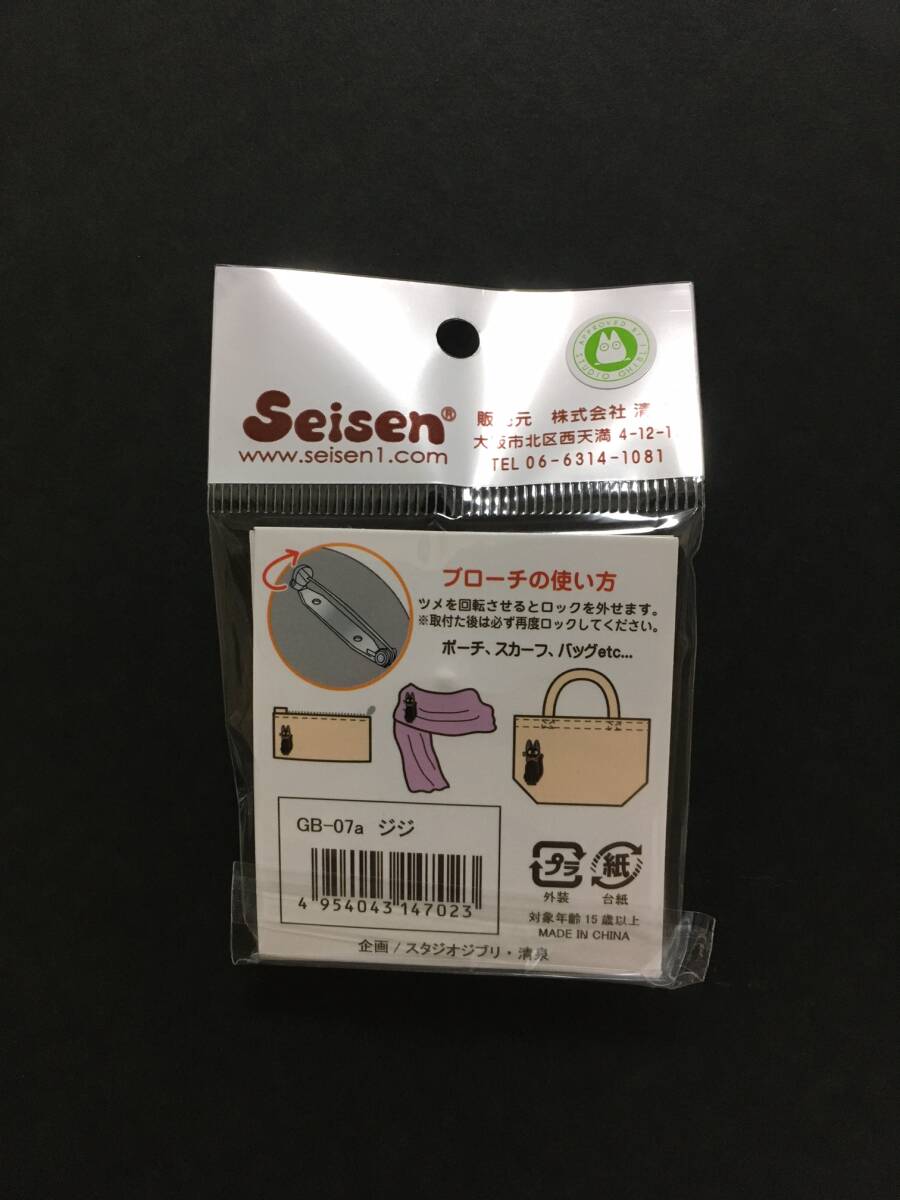 APPROVED BY
STUDIO GHIBLI
Seisen®
www.seisen1.com
販売元 株式会社 清
大阪市北区西天満 4-12-1
TEL 06-6314-1081
ブローチの使い方
ツメを回転させるとロックを外せます。
※取付た後は必ず再度ロックしてください。
ポーチ、スカーフ、バッグetc...
GB-07a ジジ
4 954043 147023
プラ
外装
紙
台紙
対象年齢 15 歳以上
MADE IN CHINA
企画 / スタジオジブリ・清泉